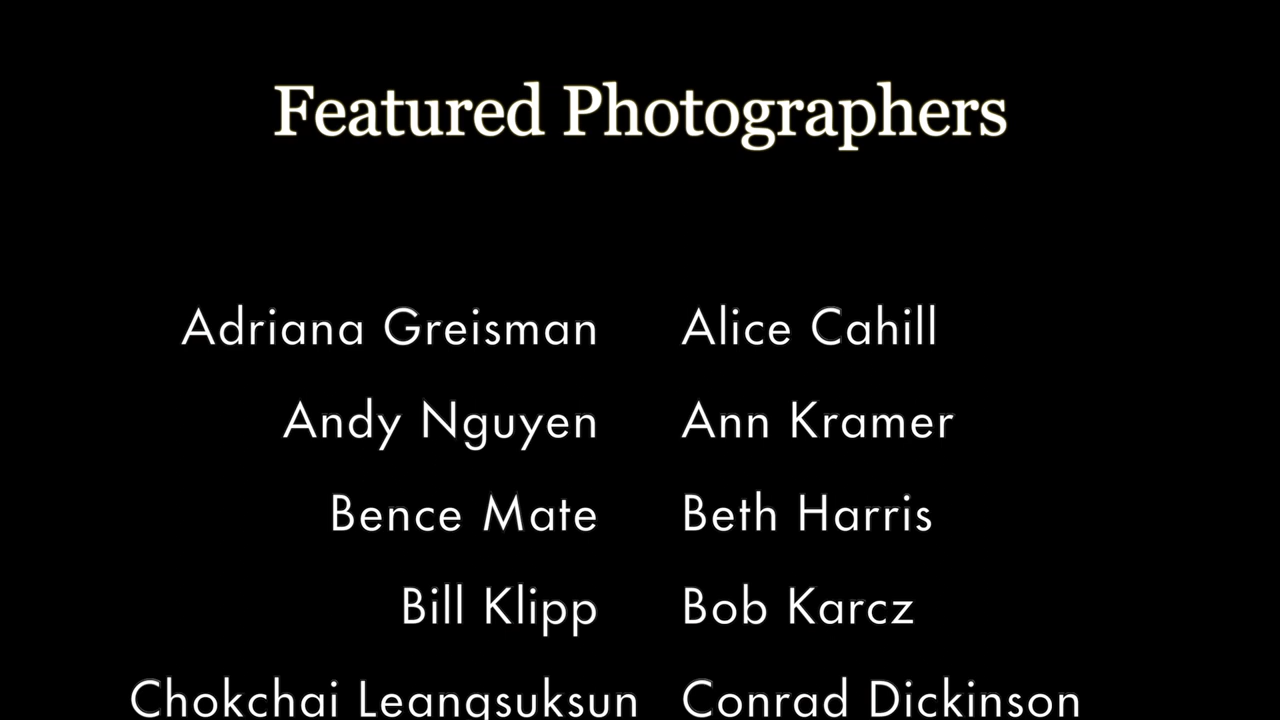 Featured Photographers
Adriana Greisman Alice Cahill
Andy Nguyen Ann Kramer
Bence Mate Beth Harris
Bill Klipp Bob Karcz
Chokchai Leangsuksun Conrad Dickinson